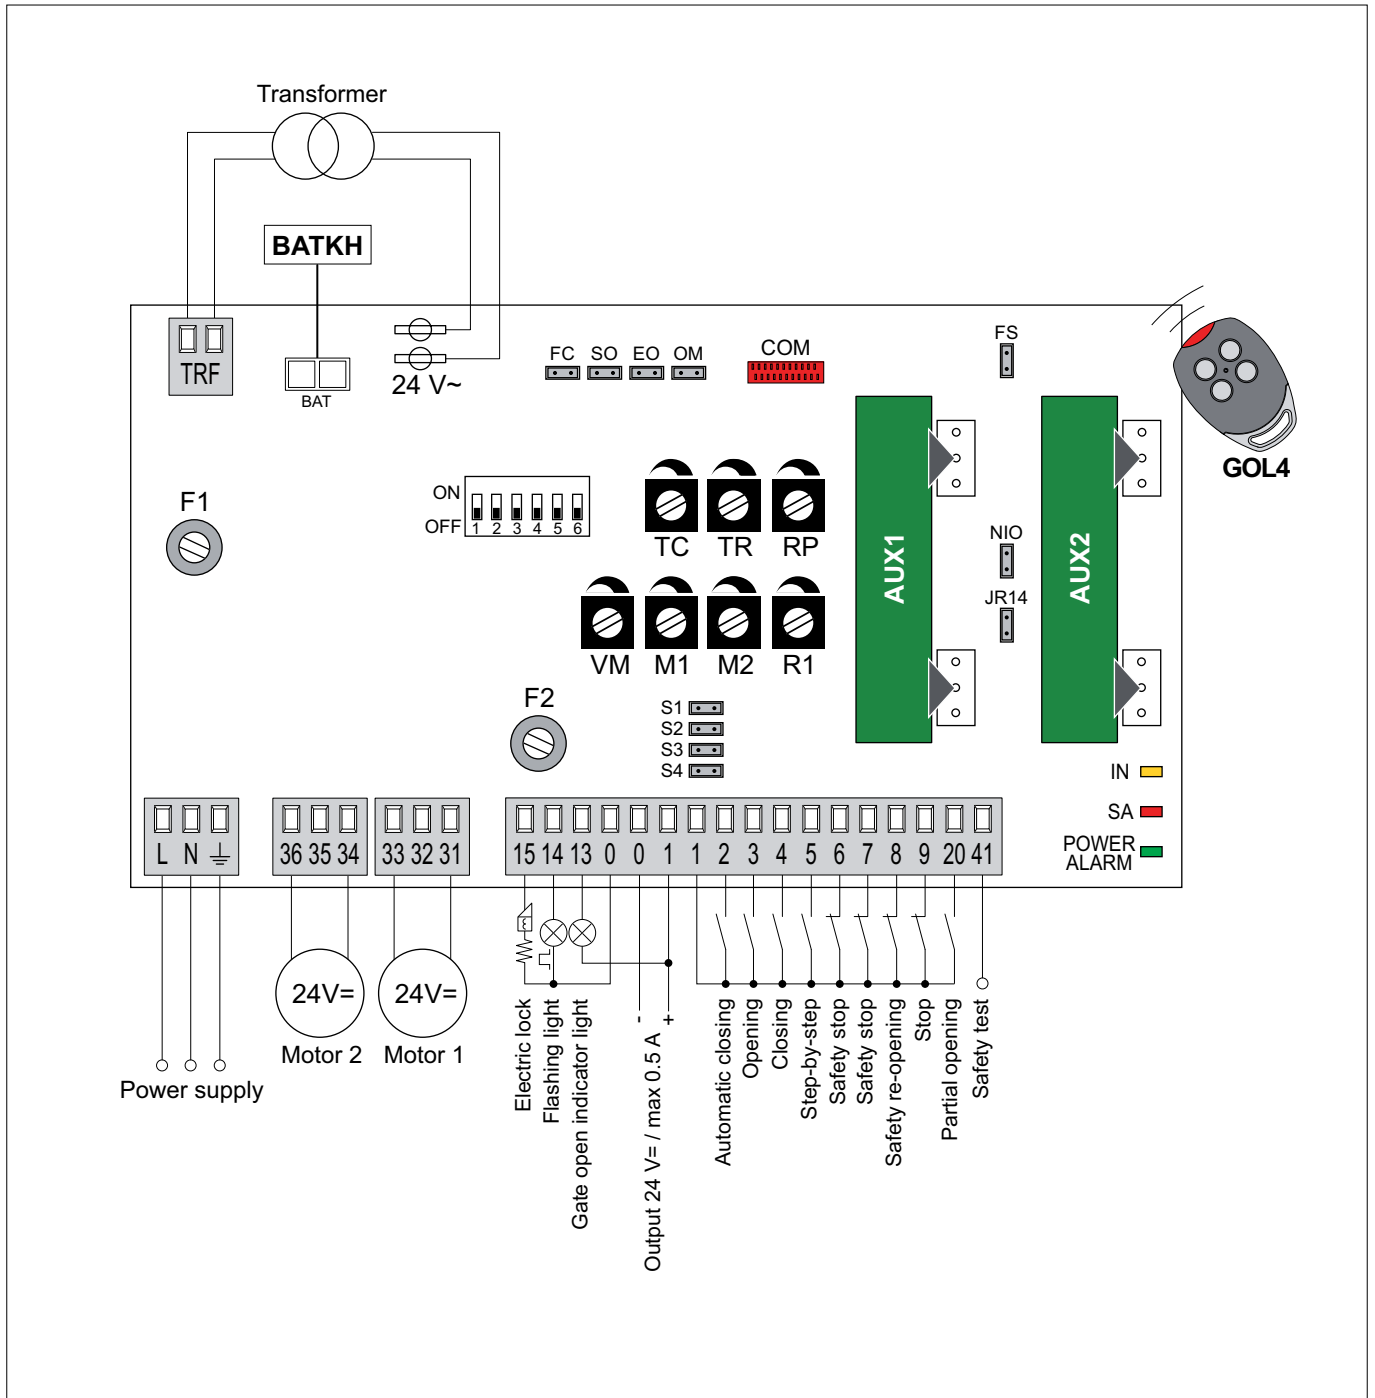 Transformer
BATKH
TRF
BAT
24 V~
FC SO EO OM
COM
FS
GOL4
F1
ON
OFF
1 2 3 4 5 6
TC TR RP
VM M1 M2 R1
AUX1
NIO
JR14
AUX2
F2
S1
S2
S3
S4
IN
SA
POWER
ALARM
L N
36 35 34
33 32 31
15 14 13 0 0 1 1 2 3 4 5 6 7 8 9 20 41
24V=
Motor 2
24V=
Motor 1
Power supply
Electric lock
Flashing light
Gate open indicator light
- +
Output 24 V= / max 0.5 A
Automatic closing
Opening
Closing
Step-by-step
Safety stop
Safety stop
Safety re-opening
Stop
Partial opening
Safety test